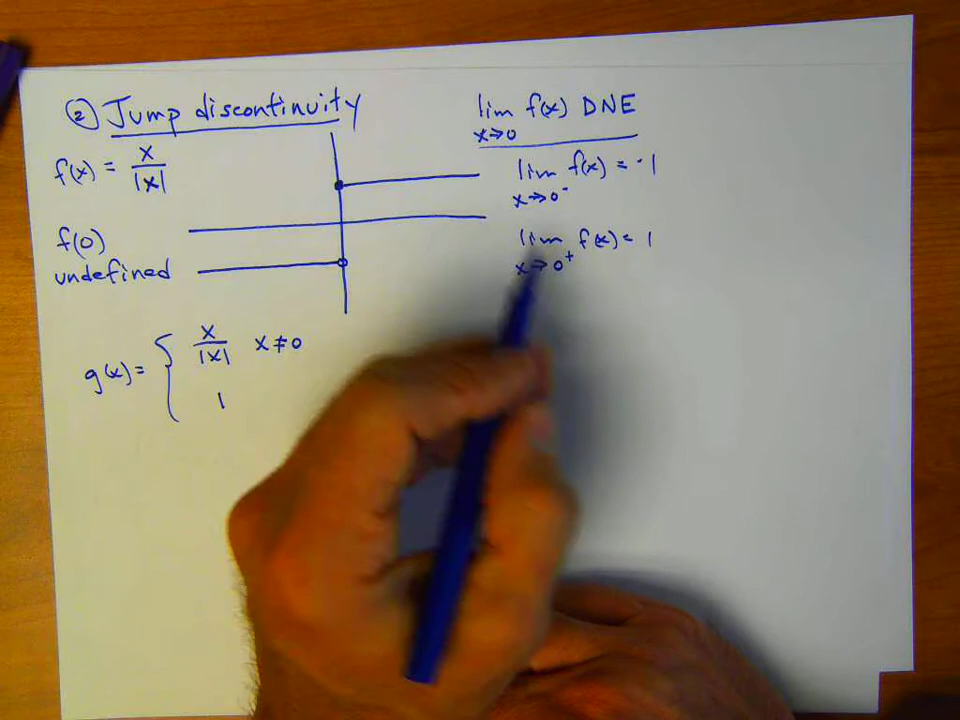 ② Jump discontinuity
f(x) = x/|x|
f(0)
undefined
g(x) = { x/|x| x ≠ 0
1
lim f(x) DNE
x→0
lim f(x) = -1
x→0⁻
lim f(x) = 1
x→0⁺